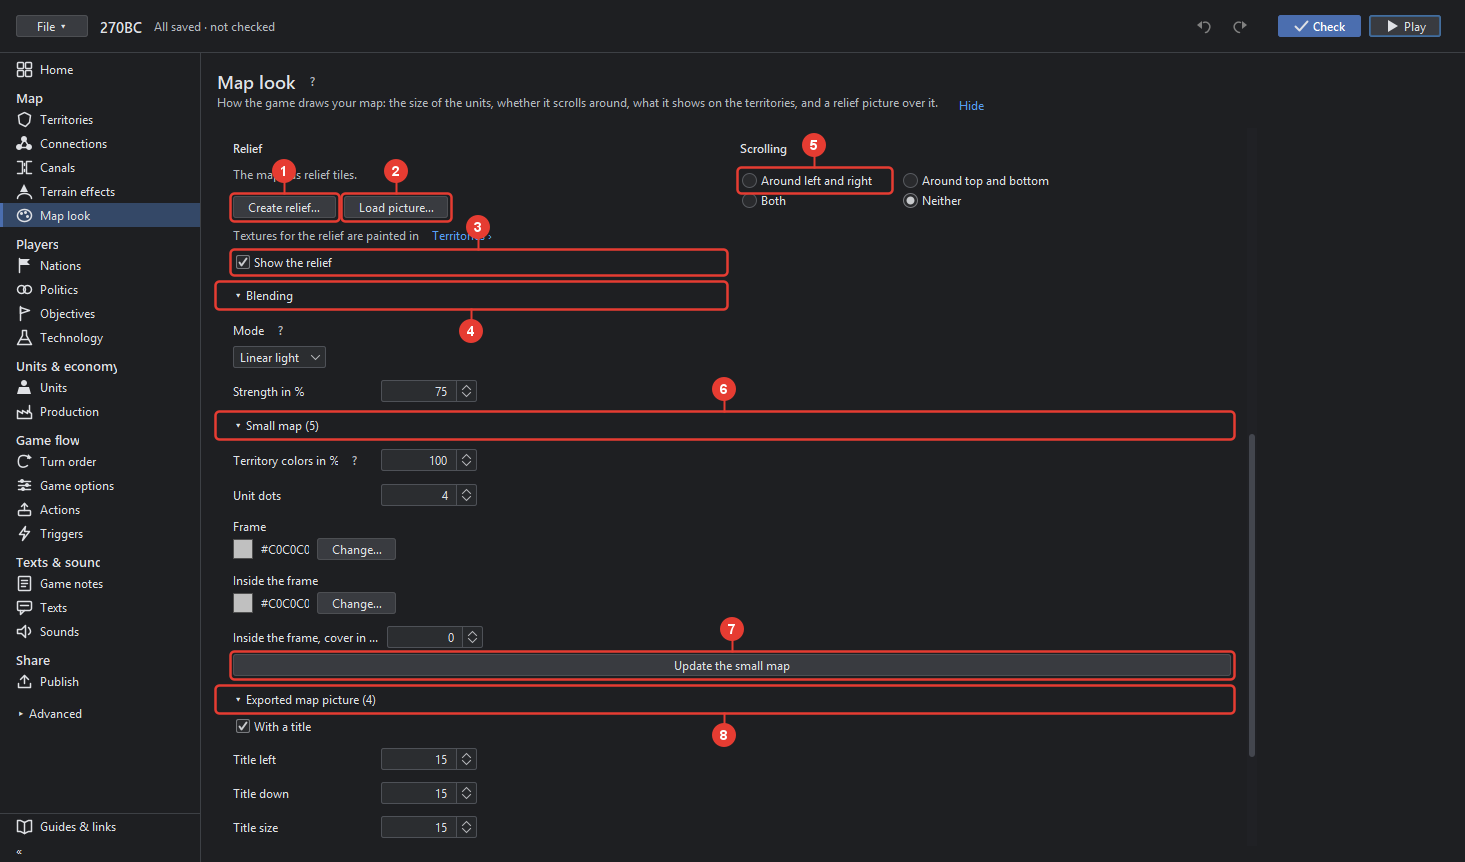 File ▾ 270BC All saved · not checked Check Play
Home
Map
Territories
Connections
Canals
Terrain effects
Map look
Players
Nations
Politics
Objectives
Technology
Units & economy
Units
Production
Game flow
Turn order
Game options
Actions
Triggers
Texts & sound
Game notes
Texts
Sounds
Share
Publish
Advanced
Guides & links
«
Map look ?
How the game draws your map: the size of the units, whether it scrolls around, what it shows on the territories, and a relief picture over it. Hide
Relief
The map relief tiles.
1
2
Create relief... Load picture...
3
Textures for the relief are painted in
Show the relief
Blending
4
Mode ?
Linear light
Strength in % 75
Scrolling
5
Around left and right Around top and bottom
Both Neither
6
Small map (5)
Territory colors in % ? 100
Unit dots 4
Frame
#C0C0C0 Change...
Inside the frame
#C0C0C0 Change...
Inside the frame, cover in ... 0
7
Update the small map
Exported map picture (4)
8
With a title
Title left 15
Title down 15
Title size 15